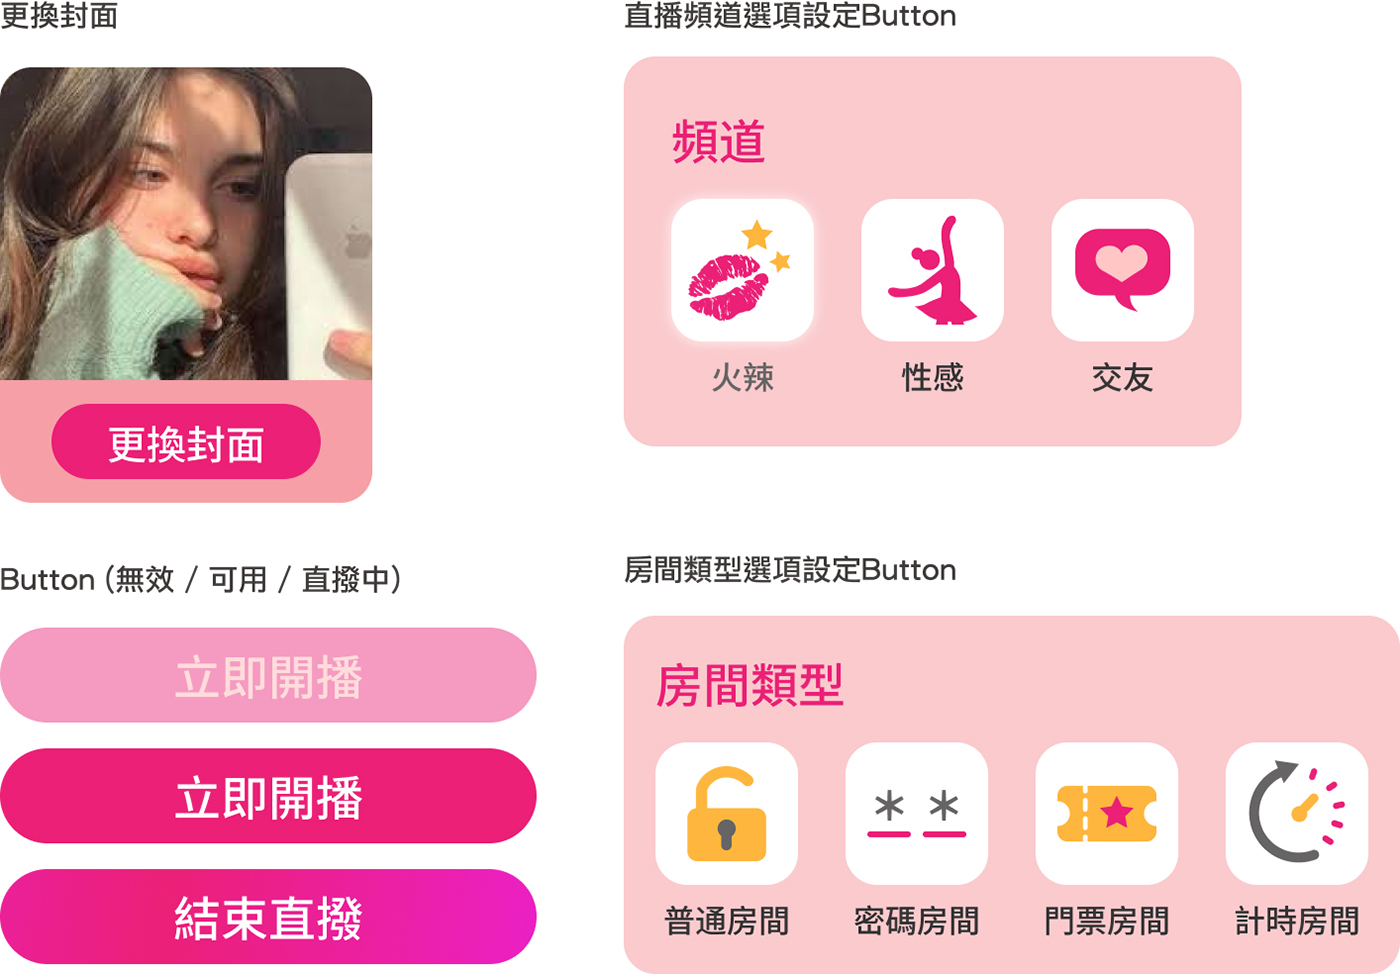 更換封面
更換封面
Button (無效 / 可用 / 直撥中)
立即開播
立即開播
結束直撥
直播頻道選項設定Button
頻道
火辣
性感
交友
房間類型選項設定Button
房間類型
* *
普通房間
密碼房間
門票房間
計時房間